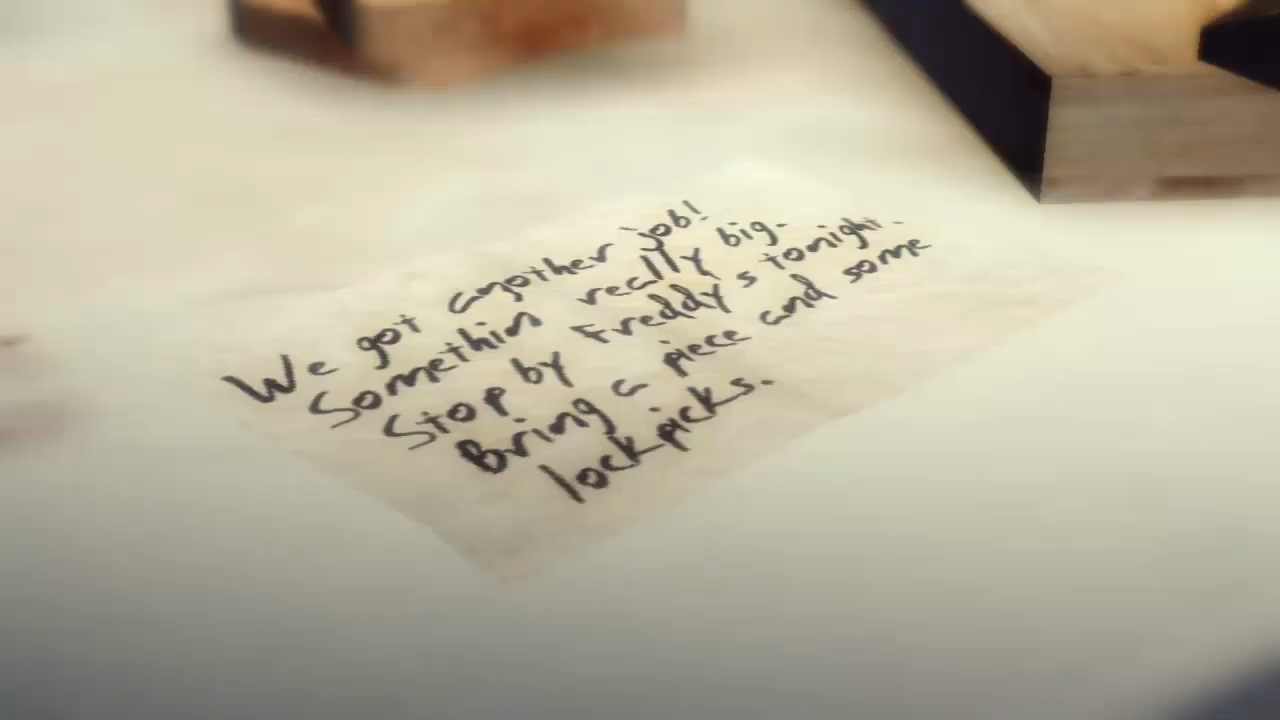 We got another job!
Somethin really big.
Stop by Freddy s tonight.
Bring a piece and some
lockpicks.